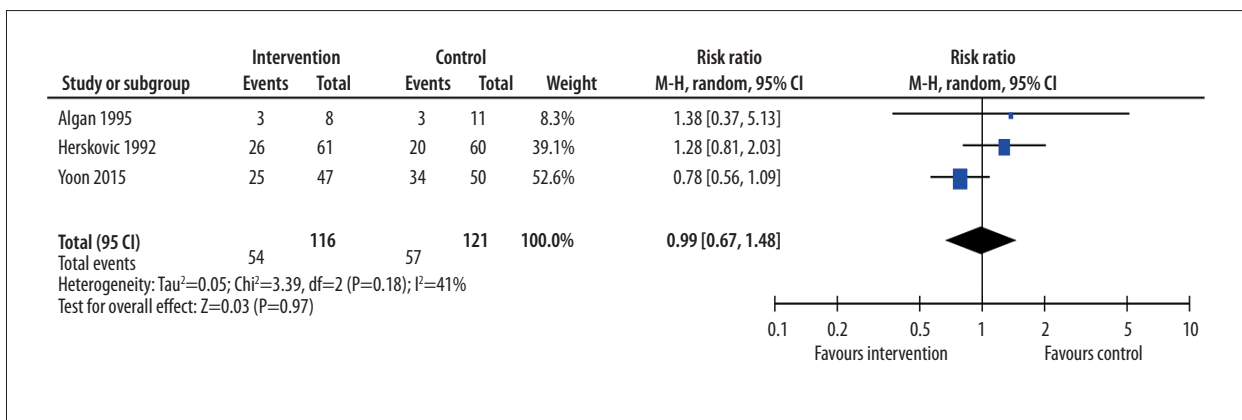 Intervention Control Risk ratio Risk ratio
Study or subgroup Events Total Events Total Weight M-H, random, 95% CI M-H, random, 95% CI
Algan 1995 3 8 3 11 8.3% 1.38 [0.37, 5.13]
Herskovic 1992 26 61 20 60 39.1% 1.28 [0.81, 2.03]
Yoon 2015 25 47 34 50 52.6% 0.78 [0.56, 1.09]
Total (95 CI) 116 121 100.0% 0.99 [0.67, 1.48]
Total events 54 57
Heterogeneity: Tau²=0.05; Chi²=3.39, df=2 (P=0.18); I²=41%
Test for overall effect: Z=0.03 (P=0.97)
0.1 0.2 0.5 1 2 5 10
Favours intervention Favours control